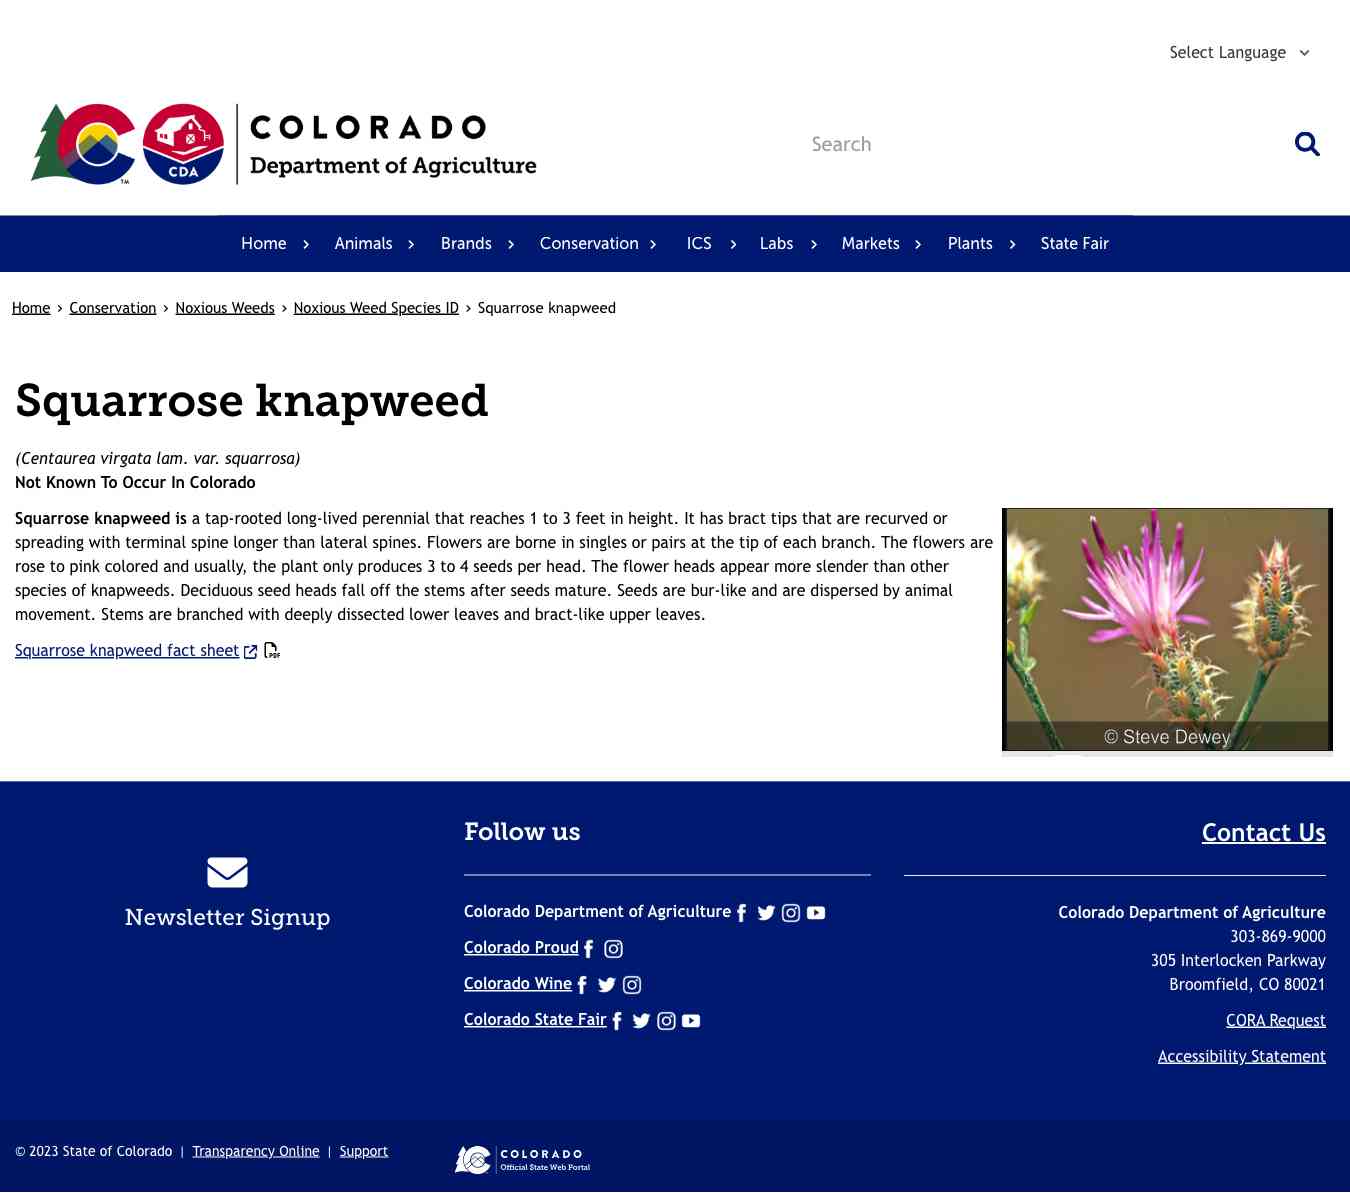 Select Language
COLORADO
Department of Agriculture
CDA
TM
Search
Home Animals Brands Conservation ICS Labs Markets Plants State Fair
Home › Conservation › Noxious Weeds › Noxious Weed Species ID › Squarrose knapweed
Squarrose knapweed
(Centaurea virgata lam. var. squarrosa)
Not Known To Occur In Colorado
Squarrose knapweed is a tap-rooted long-lived perennial that reaches 1 to 3 feet in height. It has bract tips that are recurved or
spreading with terminal spine longer than lateral spines. Flowers are borne in singles or pairs at the tip of each branch. The flowers are
rose to pink colored and usually, the plant only produces 3 to 4 seeds per head. The flower heads appear more slender than other
species of knapweeds. Deciduous seed heads fall off the stems after seeds mature. Seeds are bur-like and are dispersed by animal
movement. Stems are branched with deeply dissected lower leaves and bract-like upper leaves.
Squarrose knapweed fact sheet PDF
© Steve Dewey
Newsletter Signup
Follow us
Colorado Department of Agriculture
Colorado Proud
Colorado Wine
Colorado State Fair
Contact Us
Colorado Department of Agriculture
303-869-9000
305 Interlocken Parkway
Broomfield, CO 80021
CORA Request
Accessibility Statement
© 2023 State of Colorado | Transparency Online | Support
COLORADO
Official State Web Portal